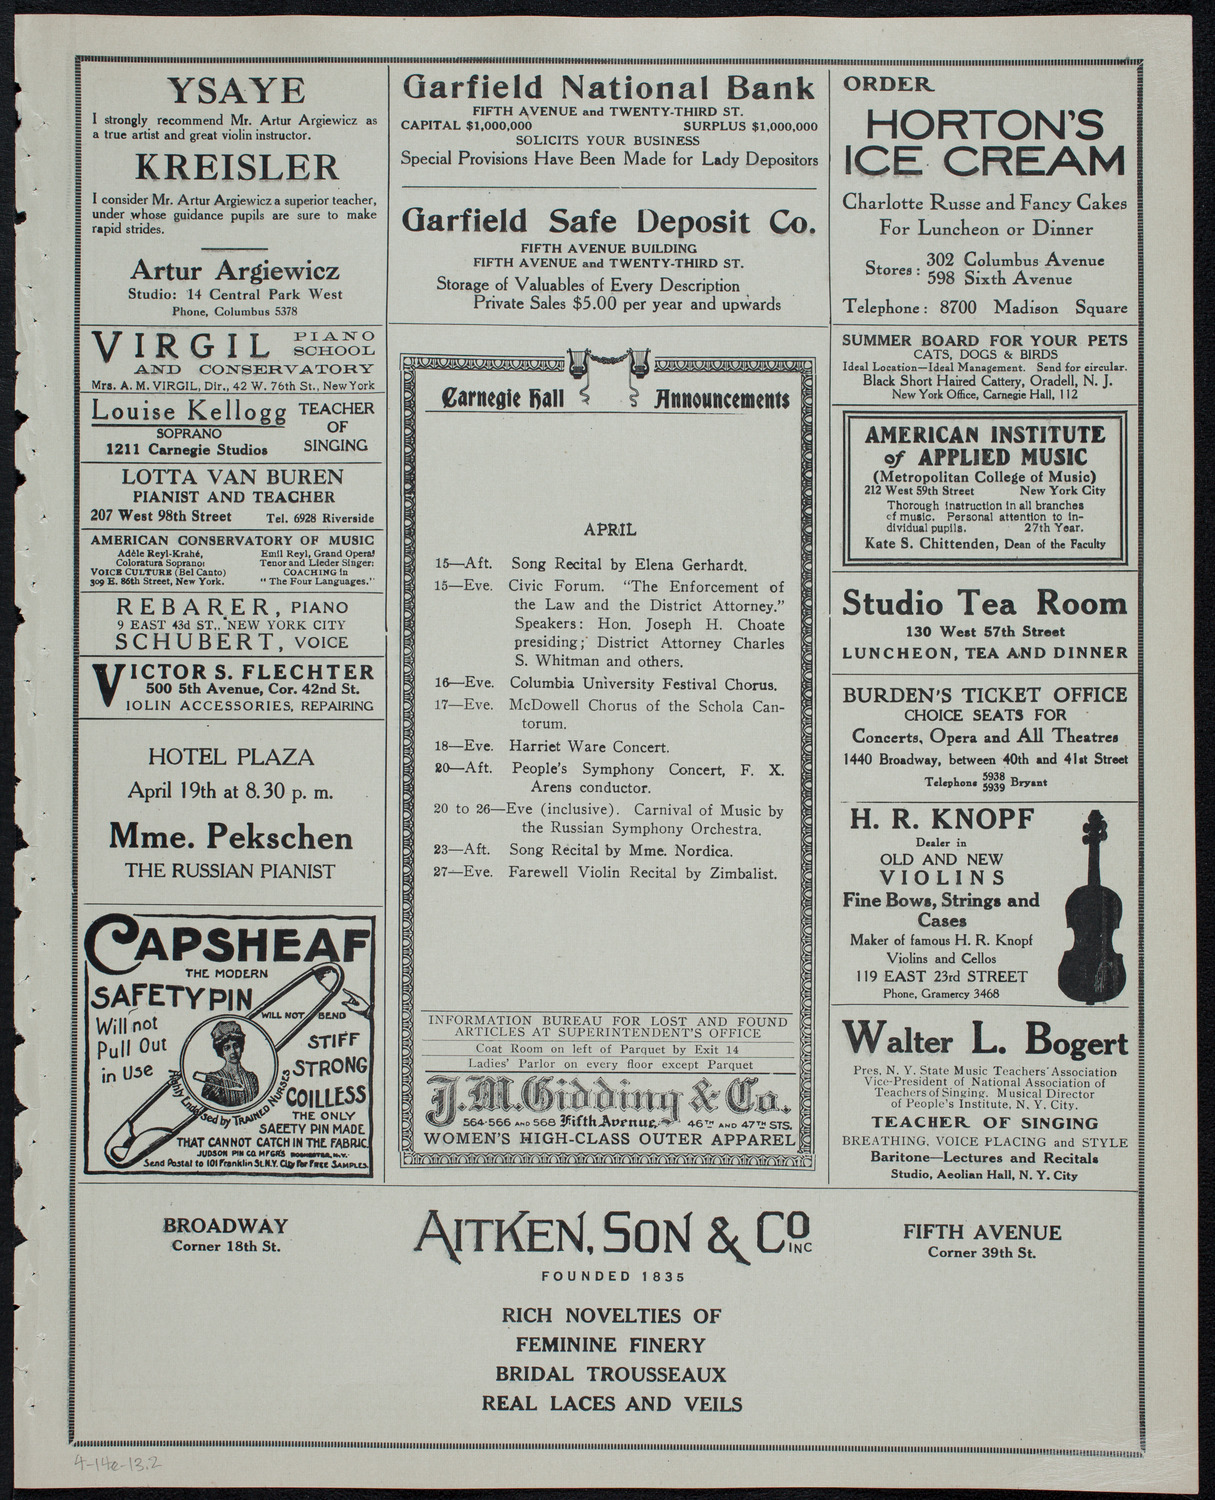 YSAYE
I strongly recommend Mr. Artur Argiewicz as
a true artist and great violin instructor.
KREISLER
I consider Mr. Artur Argiewicz a superior teacher,
under whose guidance pupils are sure to make
rapid strides.
Artur Argiewicz
Studio: 14 Central Park West
Phone, Columbus 5378
VIRGIL PIANO SCHOOL
AND CONSERVATORY
Mrs. A. M. VIRGIL, Dir., 42 W. 76th St., New York
Louise Kellogg
SOPRANO
1211 Carnegie Studios
TEACHER
OF
SINGING
LOTTA VAN BUREN
PIANIST AND TEACHER
207 West 98th Street Tel. 6928 Riverside
AMERICAN CONSERVATORY OF MUSIC
Adèle Reyl-Krahé,
Coloratura Soprano:
VOICE CULTURE (Bel Canto)
309 E. 86th Street, New York.
Emil Reyl, Grand Opera!
Tenor and Lieder Singer:
COACHING in
"The Four Languages."
REBARER, PIANO
9 EAST 43d ST., NEW YORK CITY
SCHUBERT, VOICE
VICTOR S. FLECHTER
500 5th Avenue, Cor. 42nd St.
IOLIN ACCESSORIES, REPAIRING
HOTEL PLAZA
April 19th at 8.30 p. m.
Mme. Pekschen
THE RUSSIAN PIANIST
CAPSHEAF
THE MODERN
SAFETY PIN
WILL NOT BEND
Will not
Pull Out
in Use
STIFF
STRONG
COILLESS
Highly Endorsed by TRAINED NURSES
THE ONLY
SAFETY PIN MADE
THAT CANNOT CATCH IN THE FABRIC.
JUDSON PIN CO. MFGRS ROCHESTER, N.Y.
Send Postal to 101 Franklin St. N.Y. City For FREE SAMPLES.
Garfield National Bank
FIFTH AVENUE and TWENTY-THIRD ST.
CAPITAL $1,000,000 SURPLUS $1,000,000
SOLICITS YOUR BUSINESS
Special Provisions Have Been Made for Lady Depositors
Garfield Safe Deposit Co.
FIFTH AVENUE BUILDING
FIFTH AVENUE and TWENTY-THIRD ST.
Storage of Valuables of Every Description
Private Sales $5.00 per year and upwards
Carnegie Hall Announcements
APRIL
15—Aft. Song Recital by Elena Gerhardt.
15—Eve. Civic Forum. "The Enforcement of
the Law and the District Attorney."
Speakers: Hon. Joseph H. Choate
presiding; District Attorney Charles
S. Whitman and others.
16—Eve. Columbia University Festival Chorus.
17—Eve. McDowell Chorus of the Schola Can-
torum.
18—Eve. Harriet Ware Concert.
20—Aft. People's Symphony Concert, F. X.
Arens conductor.
20 to 26—Eve (inclusive). Carnival of Music by
the Russian Symphony Orchestra.
23—Aft. Song Recital by Mme. Nordica.
27—Eve. Farewell Violin Recital by Zimbalist.
INFORMATION BUREAU FOR LOST AND FOUND
ARTICLES AT SUPERINTENDENT'S OFFICE
Coat Room on left of Parquet by Exit 14
Ladies' Parlor on every floor except Parquet
J. M. Gidding & Co.
564-566 AND 568 Fifth Avenue, 46TH AND 47TH STS.
WOMEN'S HIGH-CLASS OUTER APPAREL
ORDER
HORTON'S
ICE CREAM
Charlotte Russe and Fancy Cakes
For Luncheon or Dinner
Stores: 302 Columbus Avenue
598 Sixth Avenue
Telephone: 8700 Madison Square
SUMMER BOARD FOR YOUR PETS
CATS, DOGS & BIRDS
Ideal Location—Ideal Management. Send for circular.
Black Short Haired Cattery, Oradell, N. J.
New York Office, Carnegie Hall, 112
AMERICAN INSTITUTE
of APPLIED MUSIC
(Metropolitan College of Music)
212 West 59th Street New York City
Thorough instruction in all branches
of music. Personal attention to in-
dividual pupils. 27th Year.
Kate S. Chittenden, Dean of the Faculty
Studio Tea Room
130 West 57th Street
LUNCHEON, TEA AND DINNER
BURDEN'S TICKET OFFICE
CHOICE SEATS FOR
Concerts, Opera and All Theatres
1440 Broadway, between 40th and 41st Street
Telephone 5938 5939 Bryant
H. R. KNOPF
Dealer in
OLD AND NEW
VIOLINS
Fine Bows, Strings and
Cases
Maker of famous H. R. Knopf
Violins and Cellos
119 EAST 23rd STREET
Phone, Gramercy 3468
Walter L. Bogert
Pres. N. Y. State Music Teachers' Association
Vice-President of National Association of
Teachers of Singing. Musical Director
of People's Institute, N. Y. City.
TEACHER OF SINGING
BREATHING, VOICE PLACING and STYLE
Baritone—Lectures and Recitals
Studio, Aeolian Hall, N. Y. City
BROADWAY
Corner 18th St.
AITKEN, SON & CO INC
FOUNDED 1835
FIFTH AVENUE
Corner 39th St.
RICH NOVELTIES OF
FEMININE FINERY
BRIDAL TROUSSEAUX
REAL LACES AND VEILS
4-14e-13.2